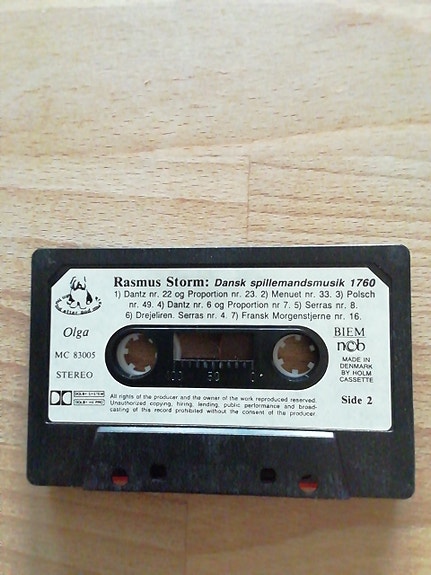 Rasmus Storm: Dansk spillemandsmusik 1760
1) Dantz nr. 22 og Proportion nr. 23. 2) Menuet nr. 33. 3) Polsch
nr. 49. 4) Dantz nr. 6 og Proportion nr 7. 5) Serras nr. 8.
6) Drejeliren. Serras nr. 4. 7) Fransk Morgenstjerne nr. 16.
Olga
MC 83005
STEREO
BIEM
ncb
MADE IN
DENMARK
BY HOLM
CASSETTE
50
DOLBY SYSTEM
All rights of the producer and the owner of the work reproduced reserved.
Unauthorized copying, hiring, lending, public performance and broad-
casting of this record prohibited without the consent of the producer.
Side 2